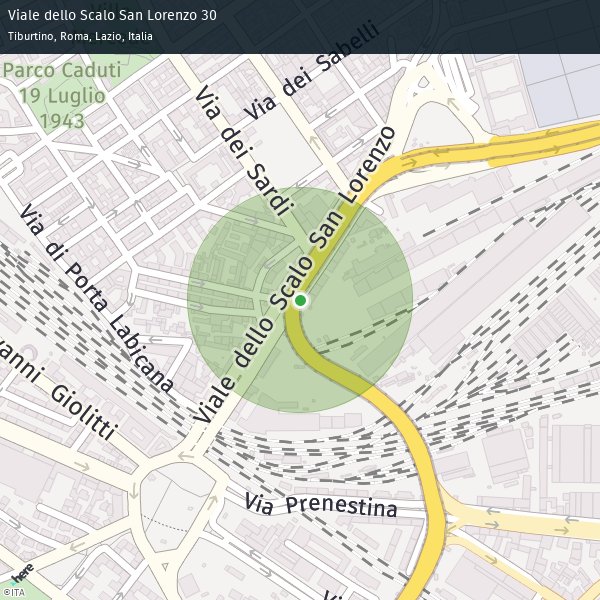 Viale dello Scalo San Lorenzo 30
Tiburtino, Roma, Lazio, Italia
Via dei Sabelli
Parco Caduti
19 Luglio
1943
Via dei Sardi
Viale dello Scalo San Lorenzo
Via di Porta Labicana
vanni Giolitti
Via Prenestina
here
©ITA